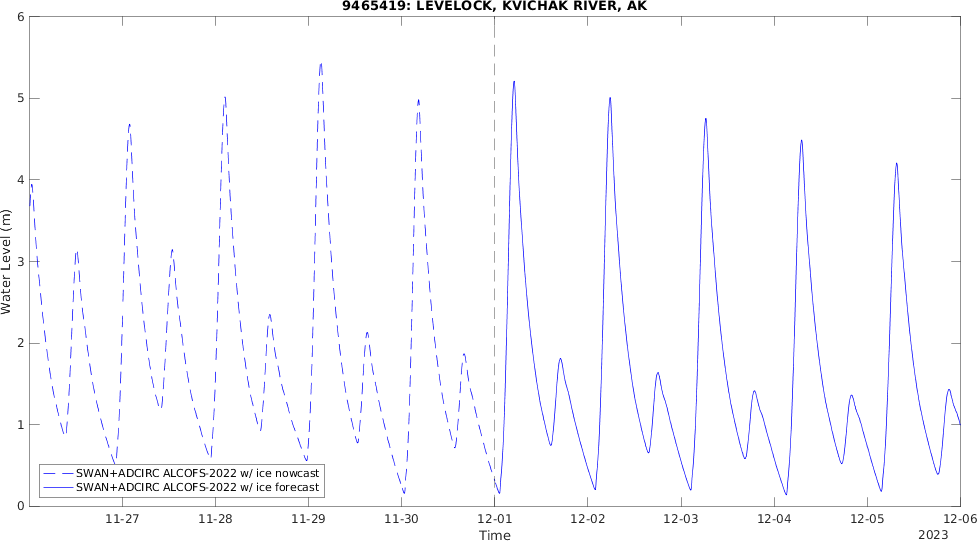 9465419: LEVELOCK, KVICHAK RIVER, AK
Water Level (m)
6
5
4
3
2
1
0
SWAN+ADCIRC ALCOFS-2022 w/ ice nowcast
SWAN+ADCIRC ALCOFS-2022 w/ ice forecast
11-27 11-28 11-29 11-30 12-01 12-02 12-03 12-04 12-05 12-06
Time
2023